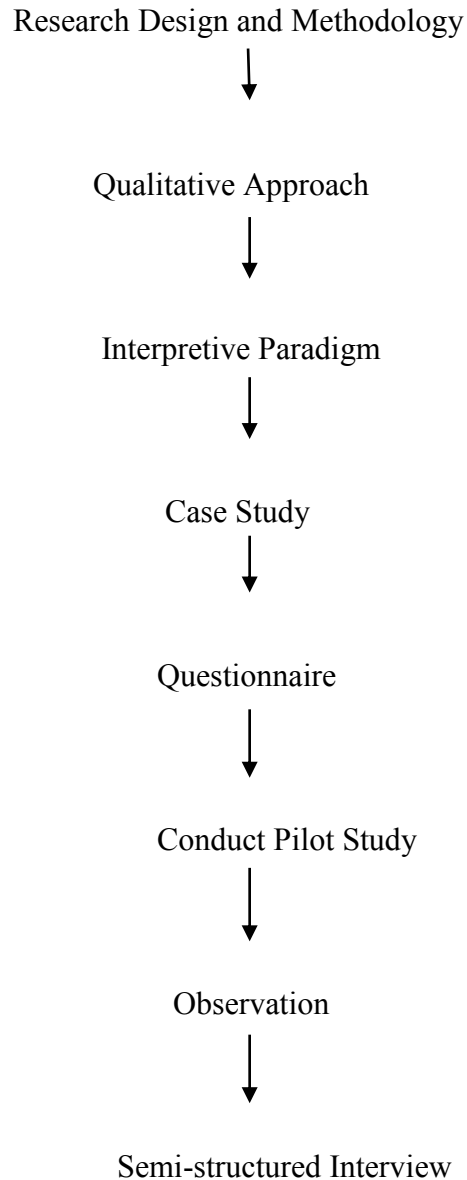 Research Design and Methodology
Qualitative Approach
Interpretive Paradigm
Case Study
Questionnaire
Conduct Pilot Study
Observation
Semi-structured Interview